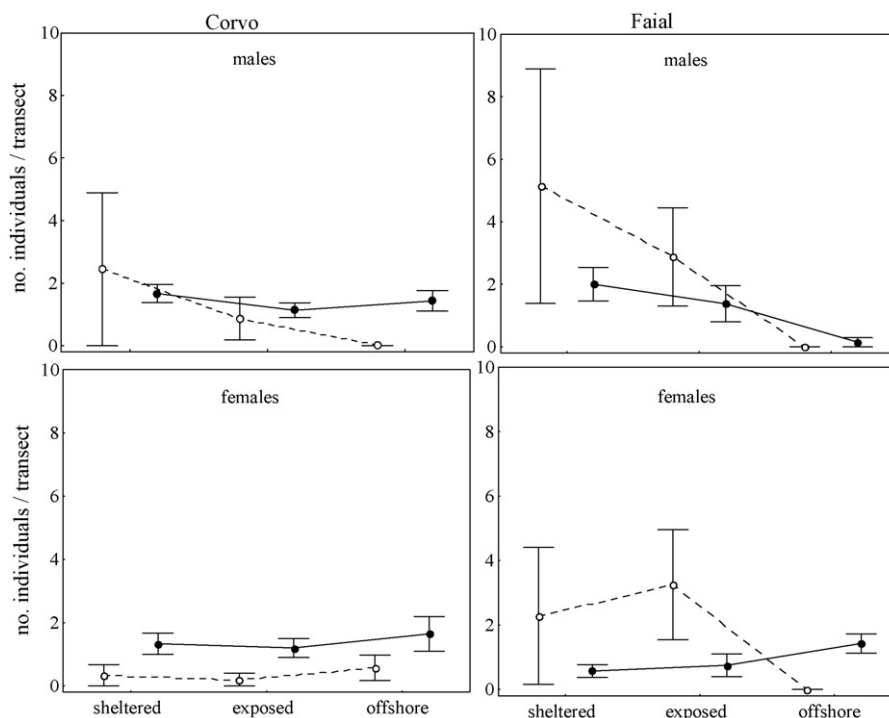 Corvo
Faial
no. individuals / transect
10
8
6
4
2
0
males
10
8
6
4
2
0
males
no. individuals / transect
10
8
6
4
2
0
females
sheltered
exposed
offshore
10
8
6
4
2
0
females
sheltered
exposed
offshore